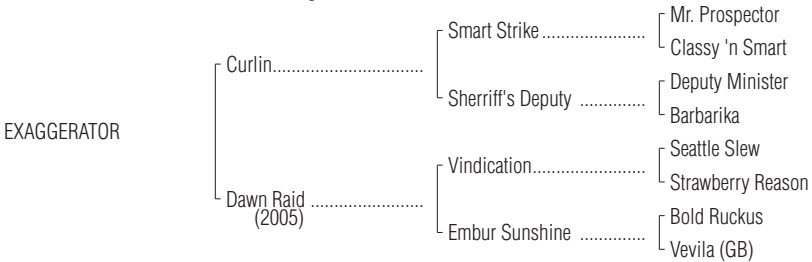 Mr. Prospector
Smart Strike......................
Classy 'n Smart
Curlin................................
Deputy Minister
Sherriff's Deputy ..............
Barbarika
EXAGGERATOR
Seattle Slew
Vindication........................
Strawberry Reason
Dawn Raid ........................
(2005)
Bold Ruckus
Embur Sunshine ..............
Vevila (GB)